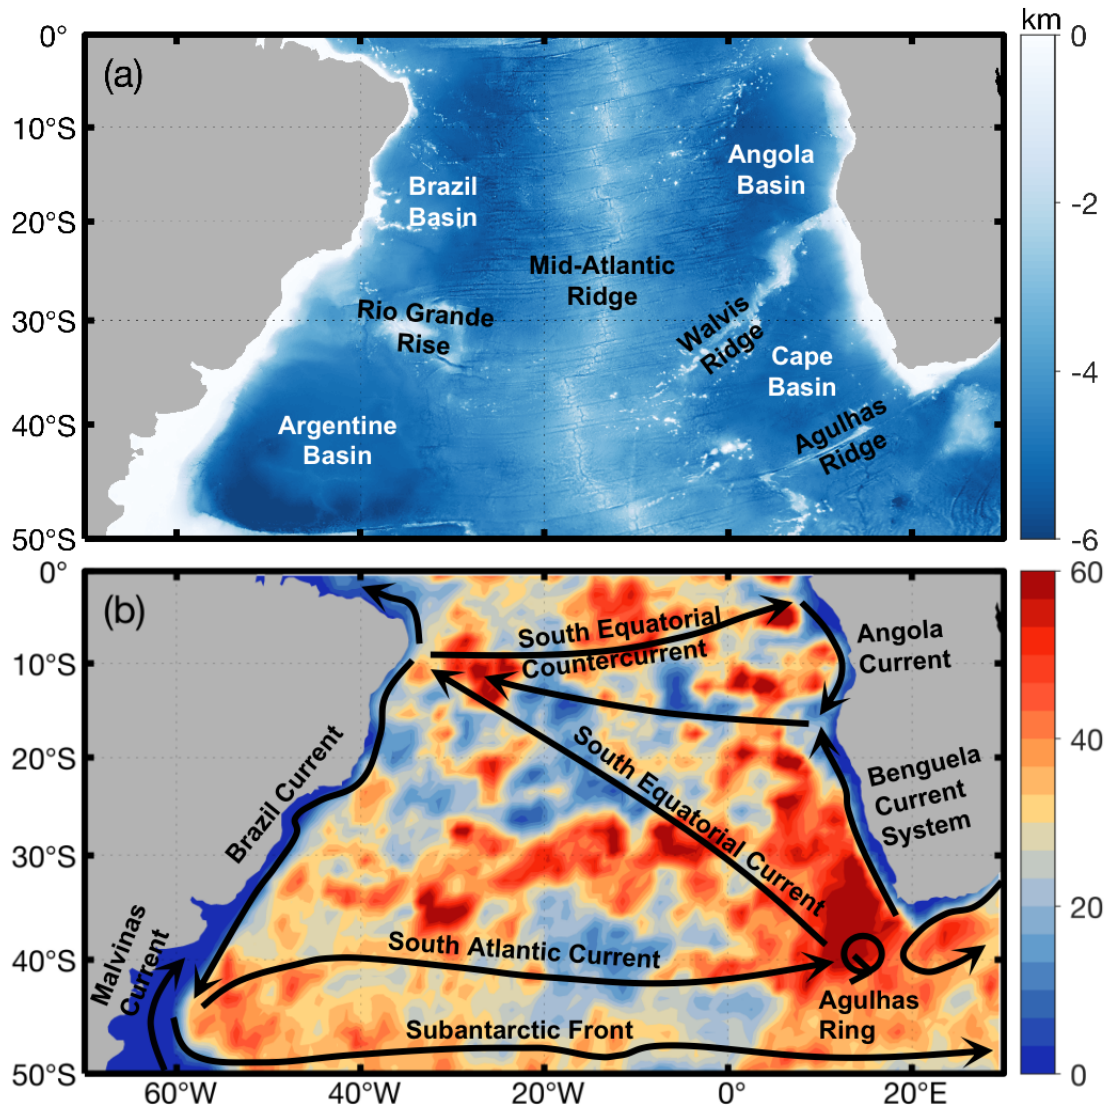 km
0°
(a)
0
10°S
Angola
Basin
Brazil
Basin
-2
20°S
Mid-Atlantic
Ridge
Rio Grande
Rise
30°S
Walvis
Ridge
Cape
Basin
-4
40°S
Argentine
Basin
Agulhas
Ridge
50°S
-6
0°
(b)
60
South Equatorial
Countercurrent
Angola
Current
10°S
20°S
40
South Equatorial Current
Benguela
Current
System
Brazil Current
30°S
20
Malvinas
Current
South Atlantic Current
40°S
Agulhas
Ring
Subantarctic Front
50°S
0
60°W
40°W
20°W
0°
20°E